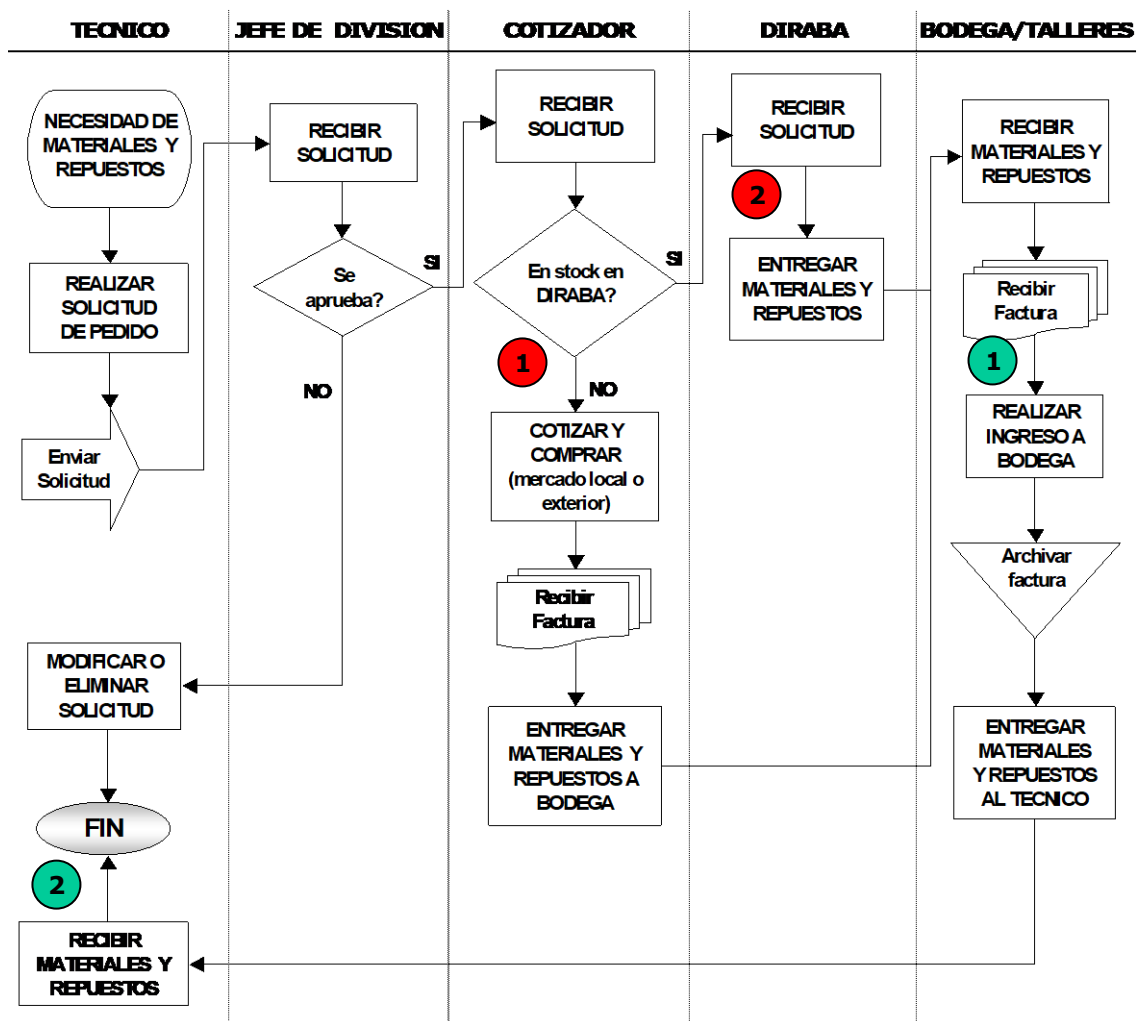 TECNICO
JEFE DE DIVISION
COTIZADOR
DIRABA
BODEGA/TALLERES
NECESIDAD DE
MATERIALES Y
REPUESTOS
REALIZAR
SOLICITUD
DE PEDIDO
Enviar
Solicitud
MODIFICAR O
ELIMINAR
SOLICITUD
FIN
2
RECIBIR
MATERIALES Y
REPUESTOS
RECIBIR
SOLICITUD
Se
aprueba?
SI
NO
RECIBIR
SOLICITUD
En stock en
DIRABA?
SI
1
NO
COTIZAR Y
COMPRAR
(mercado local o
exterior)
Recibir
Factura
ENTREGAR
MATERIALES Y
REPUESTOS A
BODEGA
RECIBIR
SOLICITUD
2
ENTREGAR
MATERIALES Y
REPUESTOS
RECIBIR
MATERIALES Y
REPUESTOS
Recibir
Factura
1
REALIZAR
INGRESO A
BODEGA
Archivar
factura
ENTREGAR
MATERIALES
Y REPUESTOS
AL TECNICO